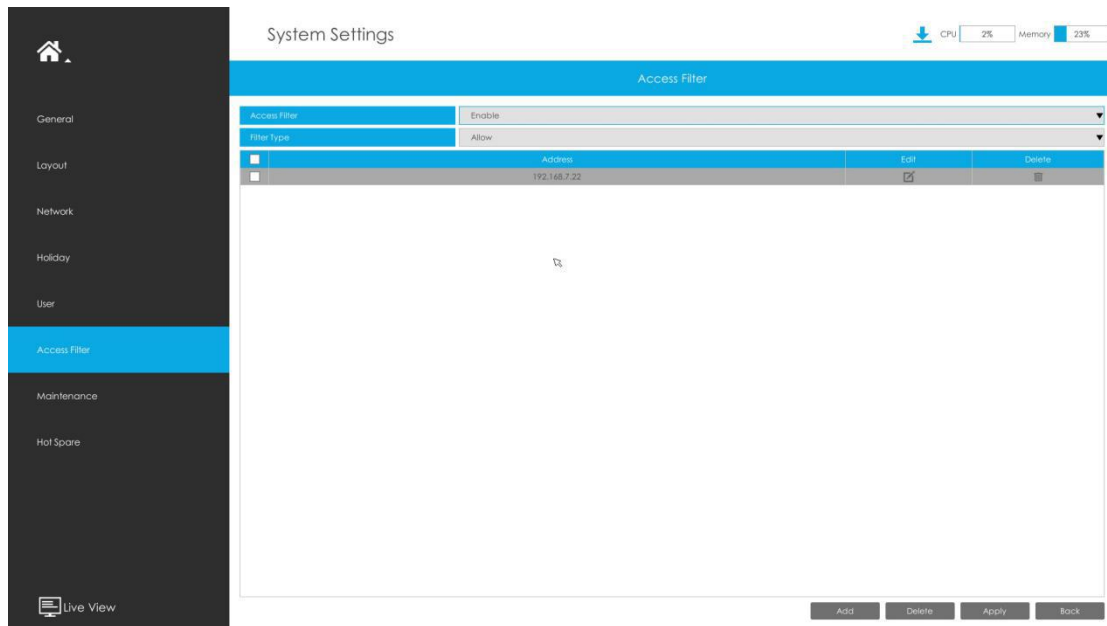 System Settings
CPU 2% Memory 23%
Access Filter
General
Layout
Network
Holiday
User
Access Filter
Maintenance
Hot Spare
Live View
Access Filter Enable
Filter Type Allow
Address Edit Delete
192.168.7.22
Add Delete Apply Back